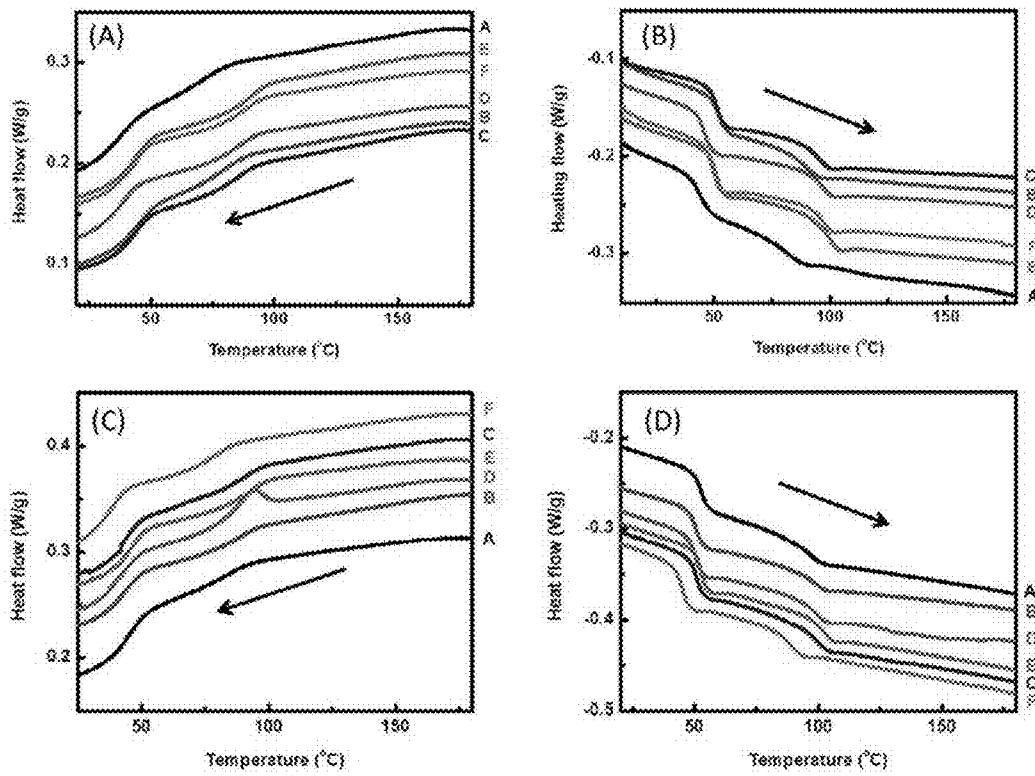 (A)
Heat flow (W/g)
0.3
0.2
0.1
50
100
150
Temperature (°C)
A
E
F
D
B
C
(B)
Heating flow (W/g)
-0.1
-0.2
-0.3
50
100
150
Temperature (°C)
C
B
D
F
E
A
(C)
Heat flow (W/g)
0.4
0.3
0.2
50
100
150
Temperature (°C)
F
C
E
D
B
A
(D)
Heat flow (W/g)
-0.2
-0.3
-0.4
-0.5
50
100
150
Temperature (°C)
A
B
D
E
C
F